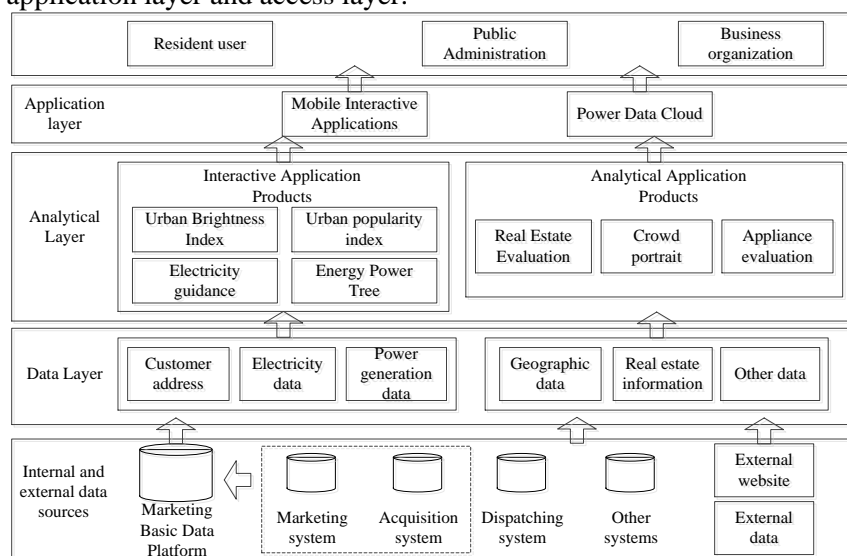 application layer and access layer.
Resident user
Public
Administration
Business
organization
Application
layer
Mobile Interactive
Applications
Power Data Cloud
Analytical
Layer
Interactive Application
Products
Urban Brightness
Index
Urban popularity
index
Electricity
guidance
Energy Power
Tree
Analytical Application
Products
Real Estate
Evaluation
Crowd
portrait
Appliance
evaluation
Data Layer
Customer
address
Electricity
data
Power
generation
data
Geographic
data
Real estate
information
Other data
Internal and
external data
sources
Marketing
Basic Data
Platform
Marketing
system
Acquisition
system
Dispatching
system
Other
systems
External
website
External
data